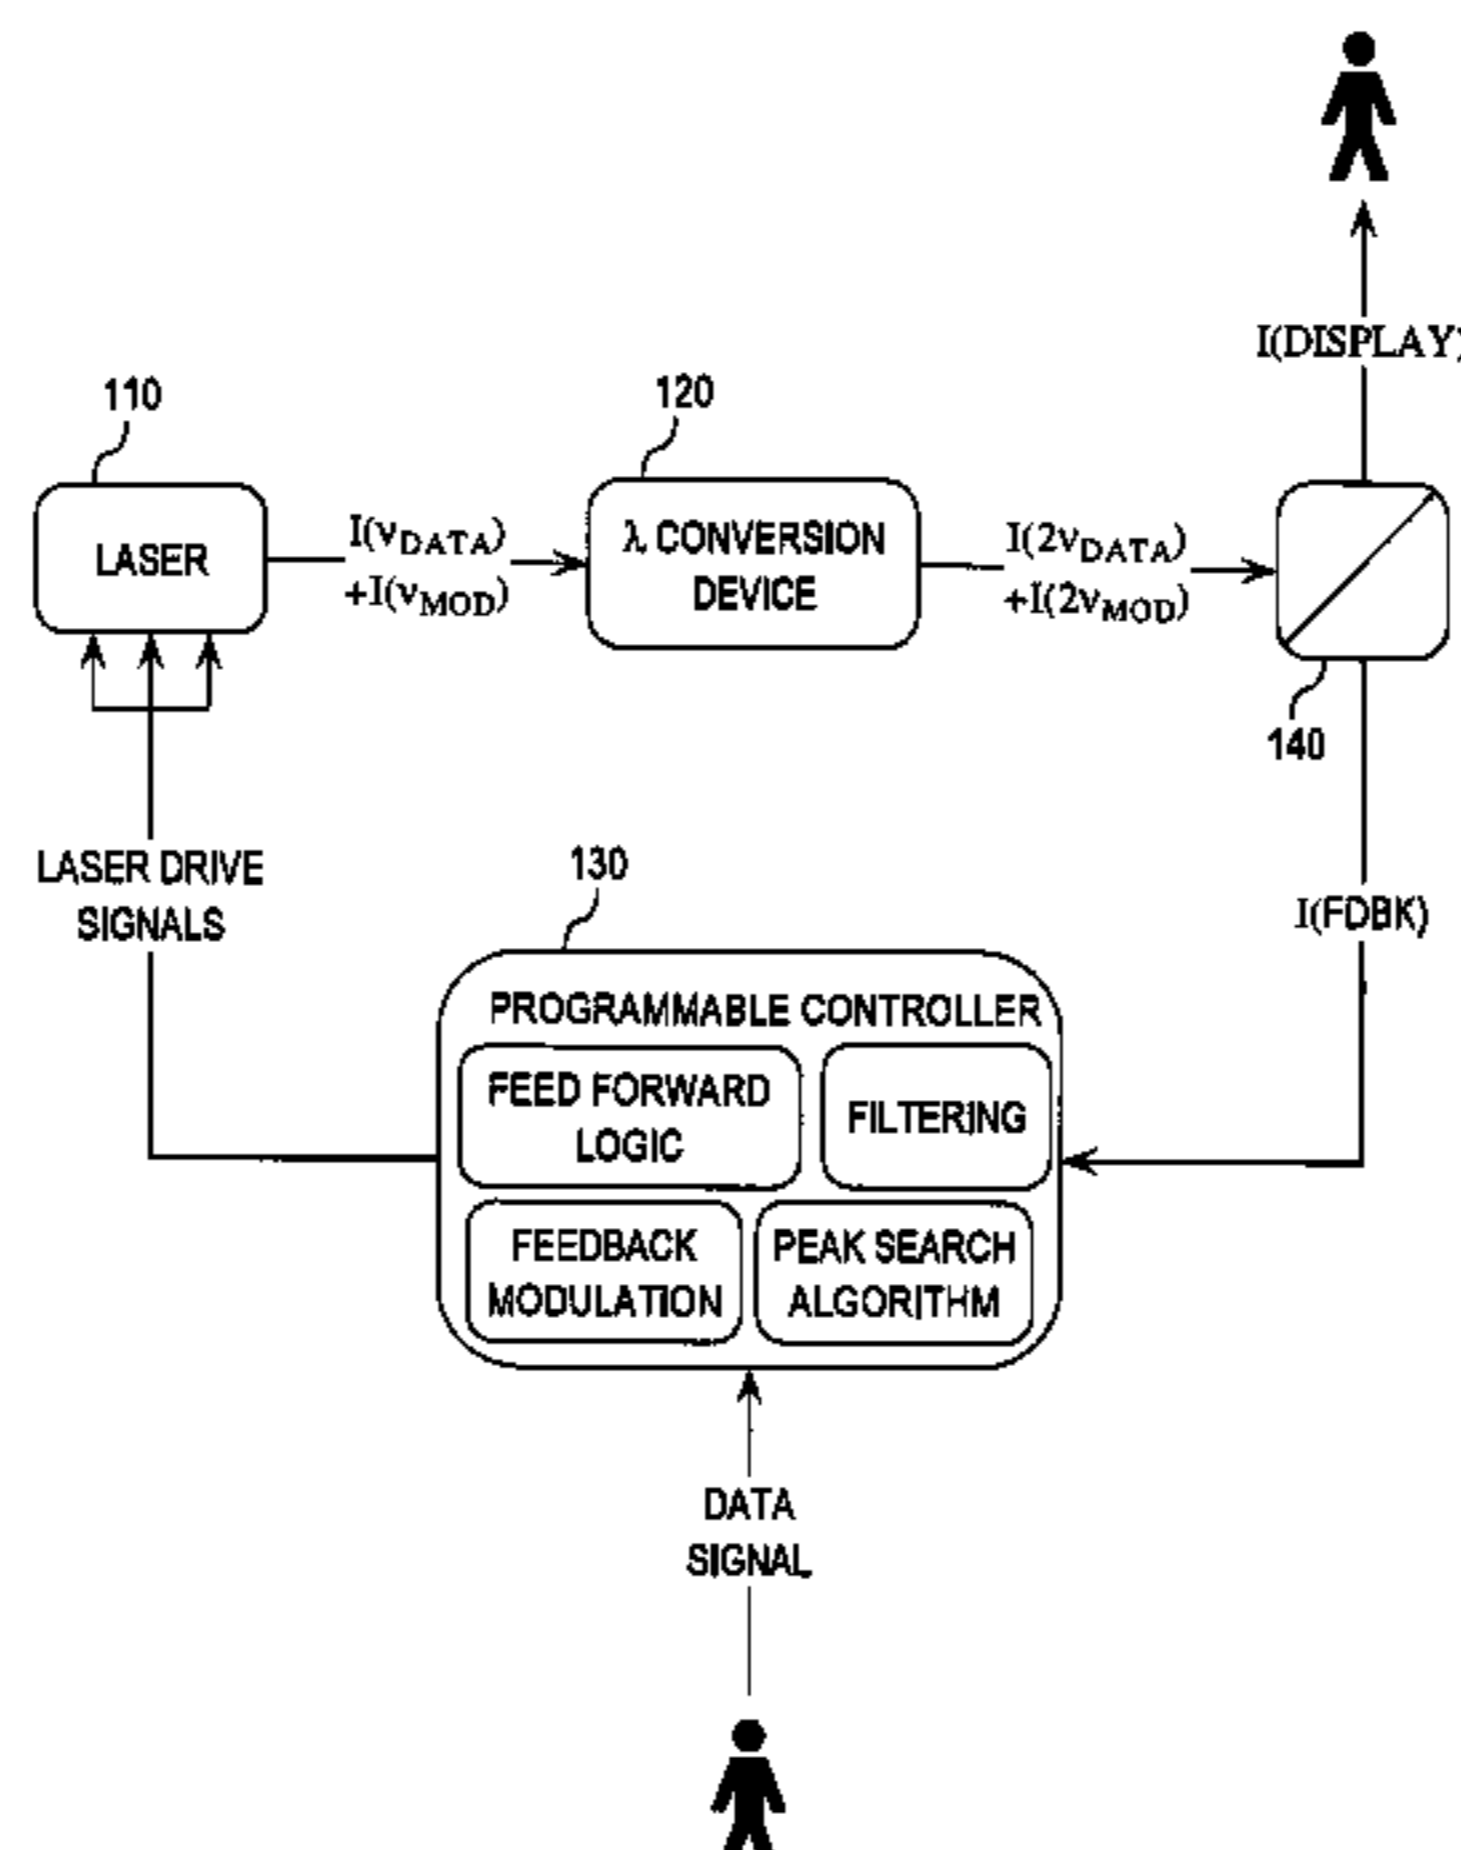 I(DISPLAY)
110
120
LASER
I(νDATA)
+I(νMOD)
λ CONVERSION
DEVICE
I(2νDATA)
+I(2νMOD)
140
LASER DRIVE
SIGNALS
130
I(FDBK)
PROGRAMMABLE CONTROLLER
FEED FORWARD
LOGIC
FILTERING
FEEDBACK
MODULATION
PEAK SEARCH
ALGORITHM
DATA
SIGNAL